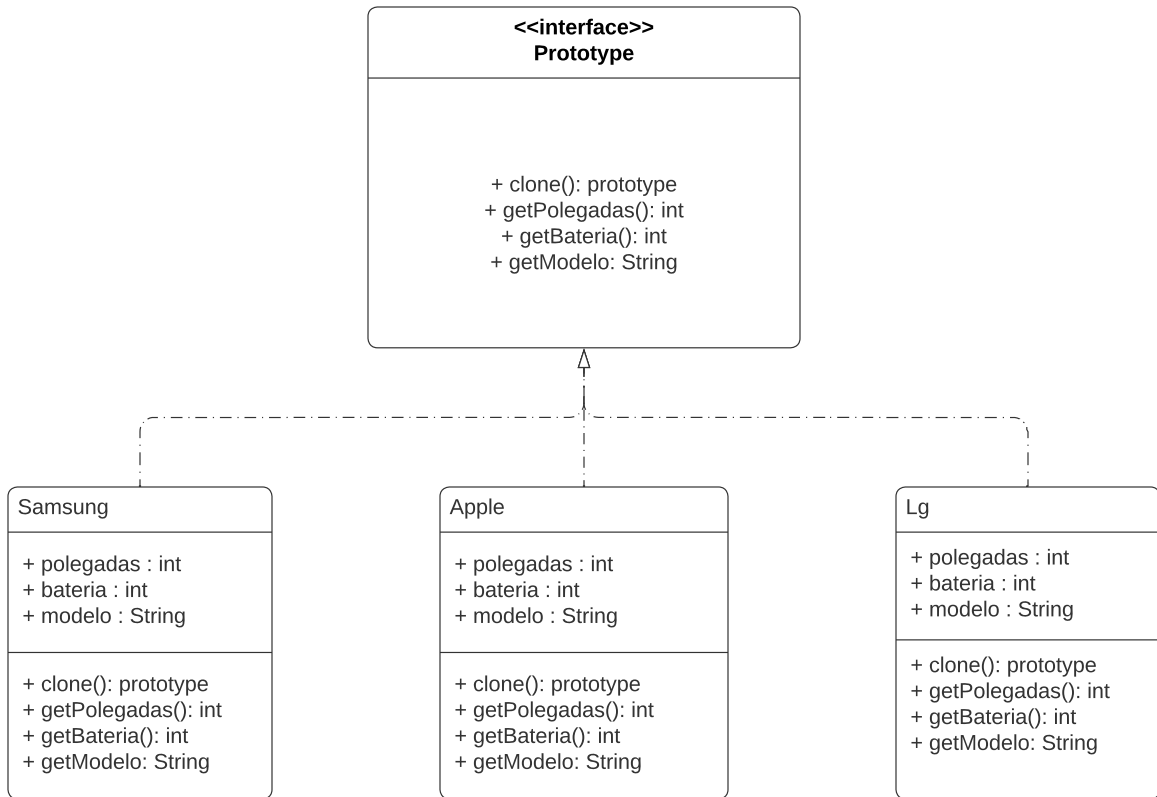 <<interface>>
Prototype
+ clone(): prototype
+ getPolegadas(): int
+ getBateria(): int
+ getModelo: String
Samsung
+ polegadas : int
+ bateria : int
+ modelo : String
+ clone(): prototype
+ getPolegadas(): int
+ getBateria(): int
+ getModelo: String
Apple
+ polegadas : int
+ bateria : int
+ modelo : String
+ clone(): prototype
+ getPolegadas(): int
+ getBateria(): int
+ getModelo: String
Lg
+ polegadas : int
+ bateria : int
+ modelo : String
+ clone(): prototype
+ getPolegadas(): int
+ getBateria(): int
+ getModelo: String